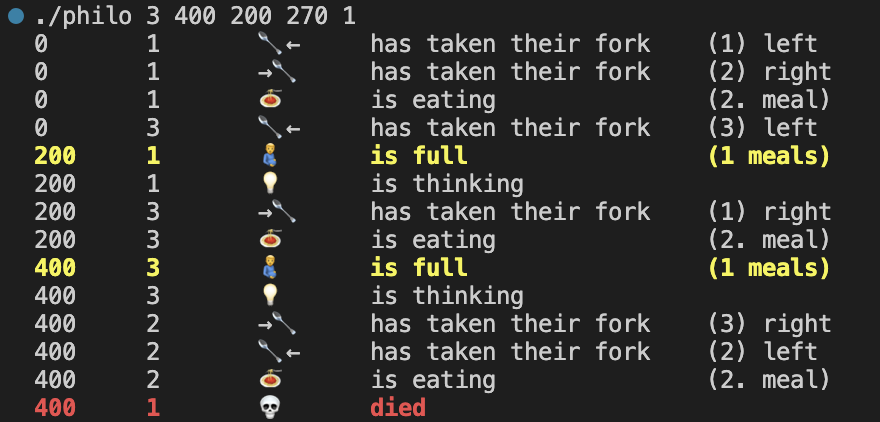 ./philo 3 400 200 270 1
0 1 🥄← has taken their fork (1) left
0 1 →🥄 has taken their fork (2) right
0 1 🍝 is eating (2. meal)
0 3 🥄← has taken their fork (3) left
200 1 🫃 is full (1 meals)
200 1 💡 is thinking
200 3 →🥄 has taken their fork (1) right
200 3 🍝 is eating (2. meal)
400 3 🫃 is full (1 meals)
400 3 💡 is thinking
400 2 →🥄 has taken their fork (3) right
400 2 🥄← has taken their fork (2) left
400 2 🍝 is eating (2. meal)
400 1 💀 died